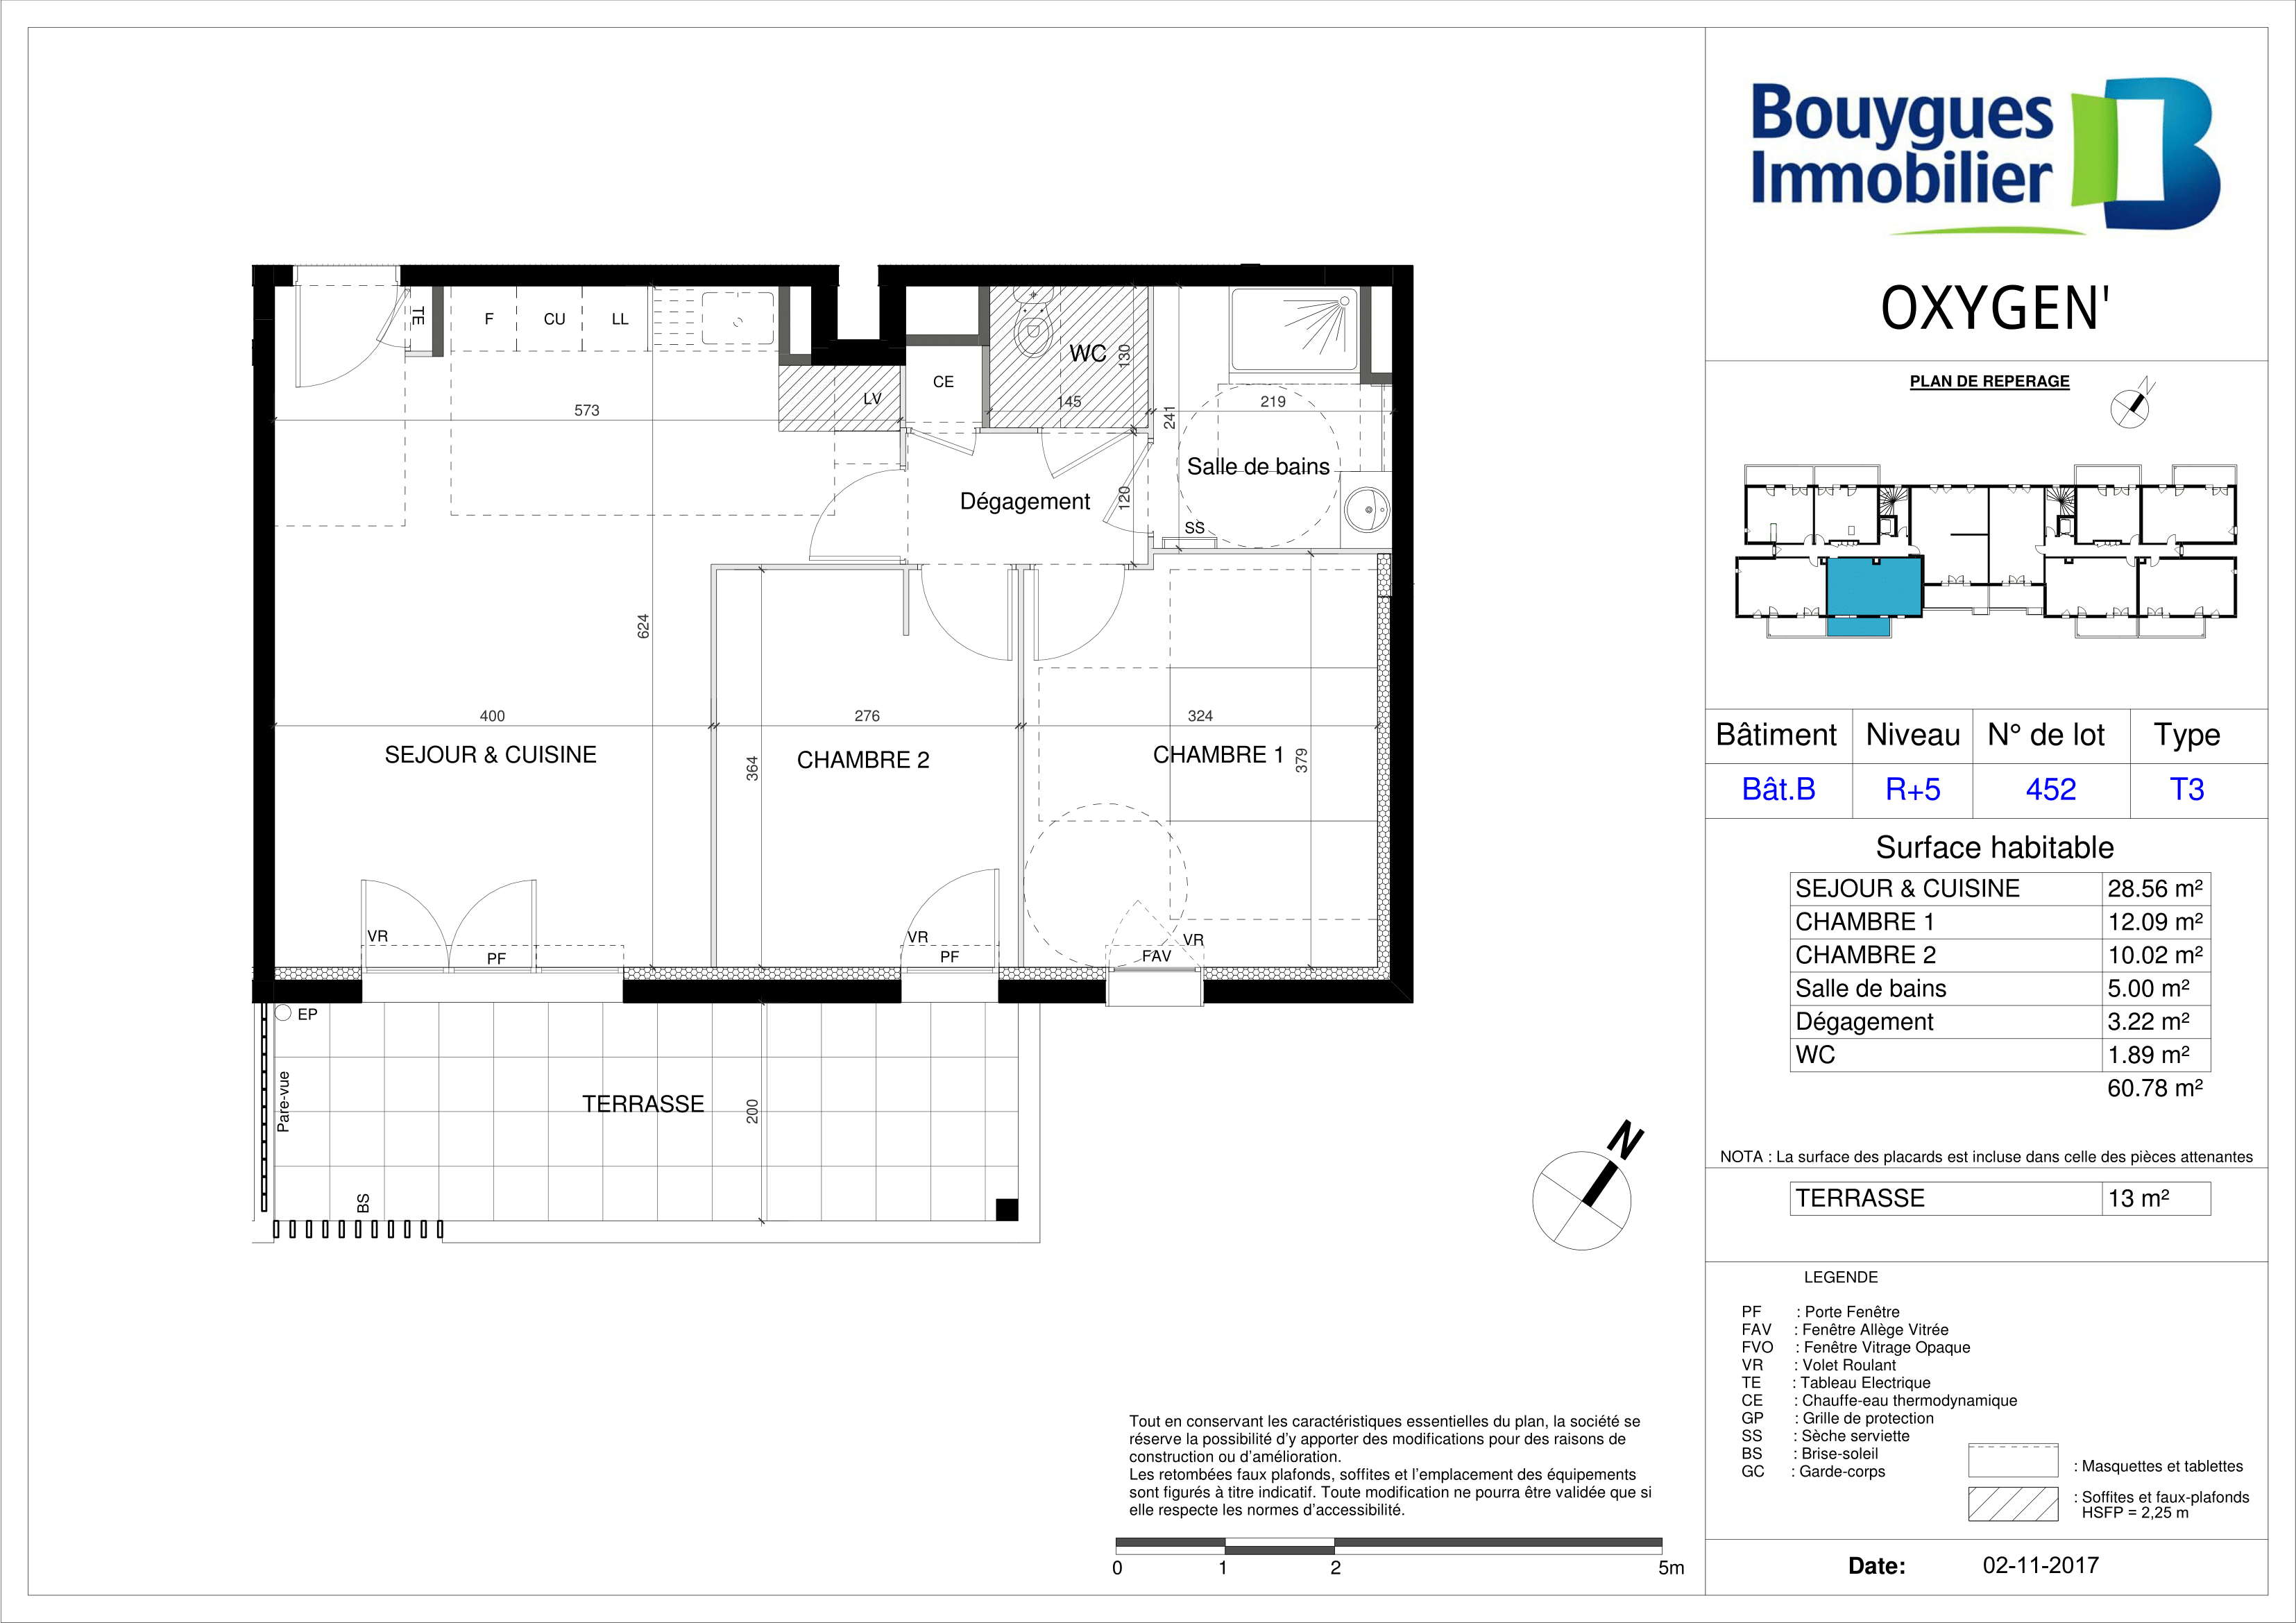 Bouygues
Immobilier
OXYGEN'
PLAN DE REPERAGE
N
Bâtiment Niveau N° de lot Type
Bât.B R+5 452 T3
Surface habitable
SEJOUR & CUISINE 28.56 m²
CHAMBRE 1 12.09 m²
CHAMBRE 2 10.02 m²
Salle de bains 5.00 m²
Dégagement 3.22 m²
WC 1.89 m²
60.78 m²
NOTA : La surface des placards est incluse dans celle des pièces attenantes
TERRASSE 13 m²
LEGENDE
PF : Porte Fenêtre
FAV : Fenêtre Allège Vitrée
FVO : Fenêtre Vitrage Opaque
VR : Volet Roulant
TE : Tableau Electrique
CE : Chauffe-eau thermodynamique
GP : Grille de protection
SS : Sèche serviette
BS : Brise-soleil
GC : Garde-corps
: Masquettes et tablettes
: Soffites et faux-plafonds
HSFP = 2,25 m
Date: 02-11-2017
TE
F CU LL
WC
130
CE
LV
573
145
241
219
Salle de bains
Dégagement
120
SS
624
400
276
324
SEJOUR & CUISINE
CHAMBRE 2
CHAMBRE 1
364
379
VR
PF
VR
PF
VR
FAV
EP
Pare-vue
TERRASSE
200
BS
N
Tout en conservant les caractéristiques essentielles du plan, la société se
réserve la possibilité d'y apporter des modifications pour des raisons de
construction ou d'amélioration.
Les retombées faux plafonds, soffites et l'emplacement des équipements
sont figurés à titre indicatif. Toute modification ne pourra être validée que si
elle respecte les normes d'accessibilité.
0 1 2 5m